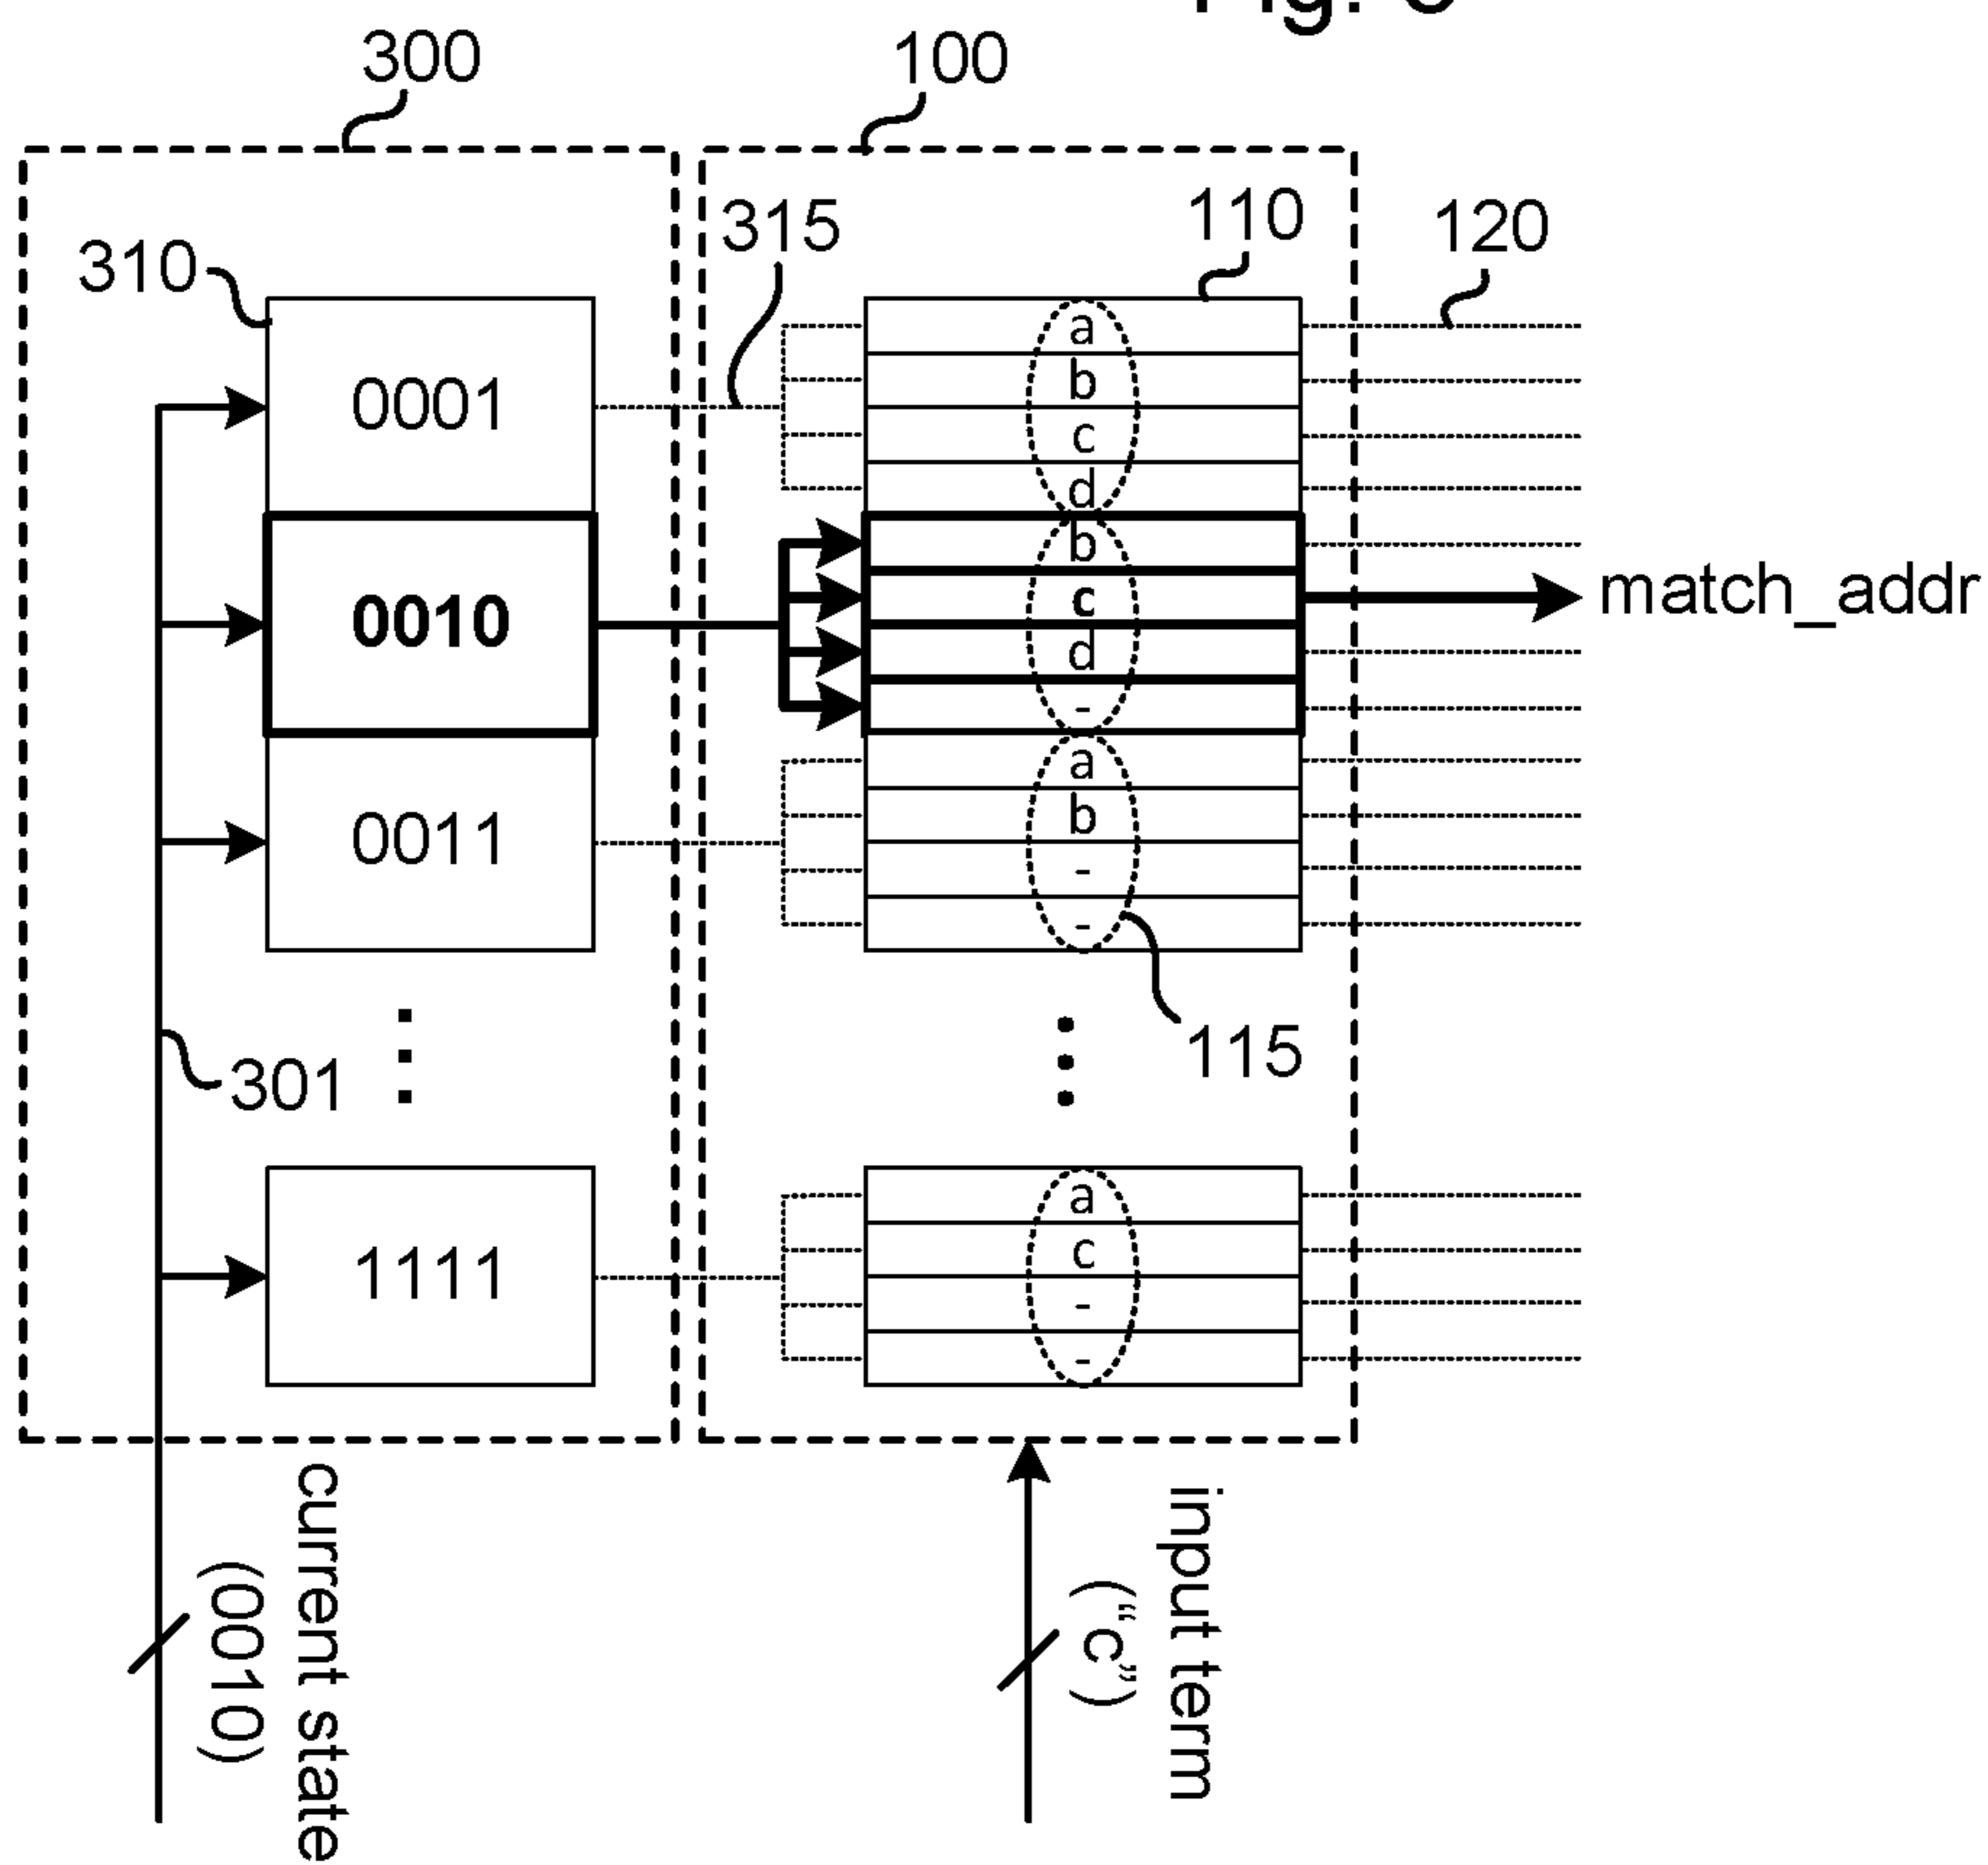 300
100
315
110
120
310
a
b
0001
c
d
b
0010
c
match_addr
d
-
a
b
0011
-
-
115
301
a
c
1111
-
-
current state
(0010)
input term
("c")